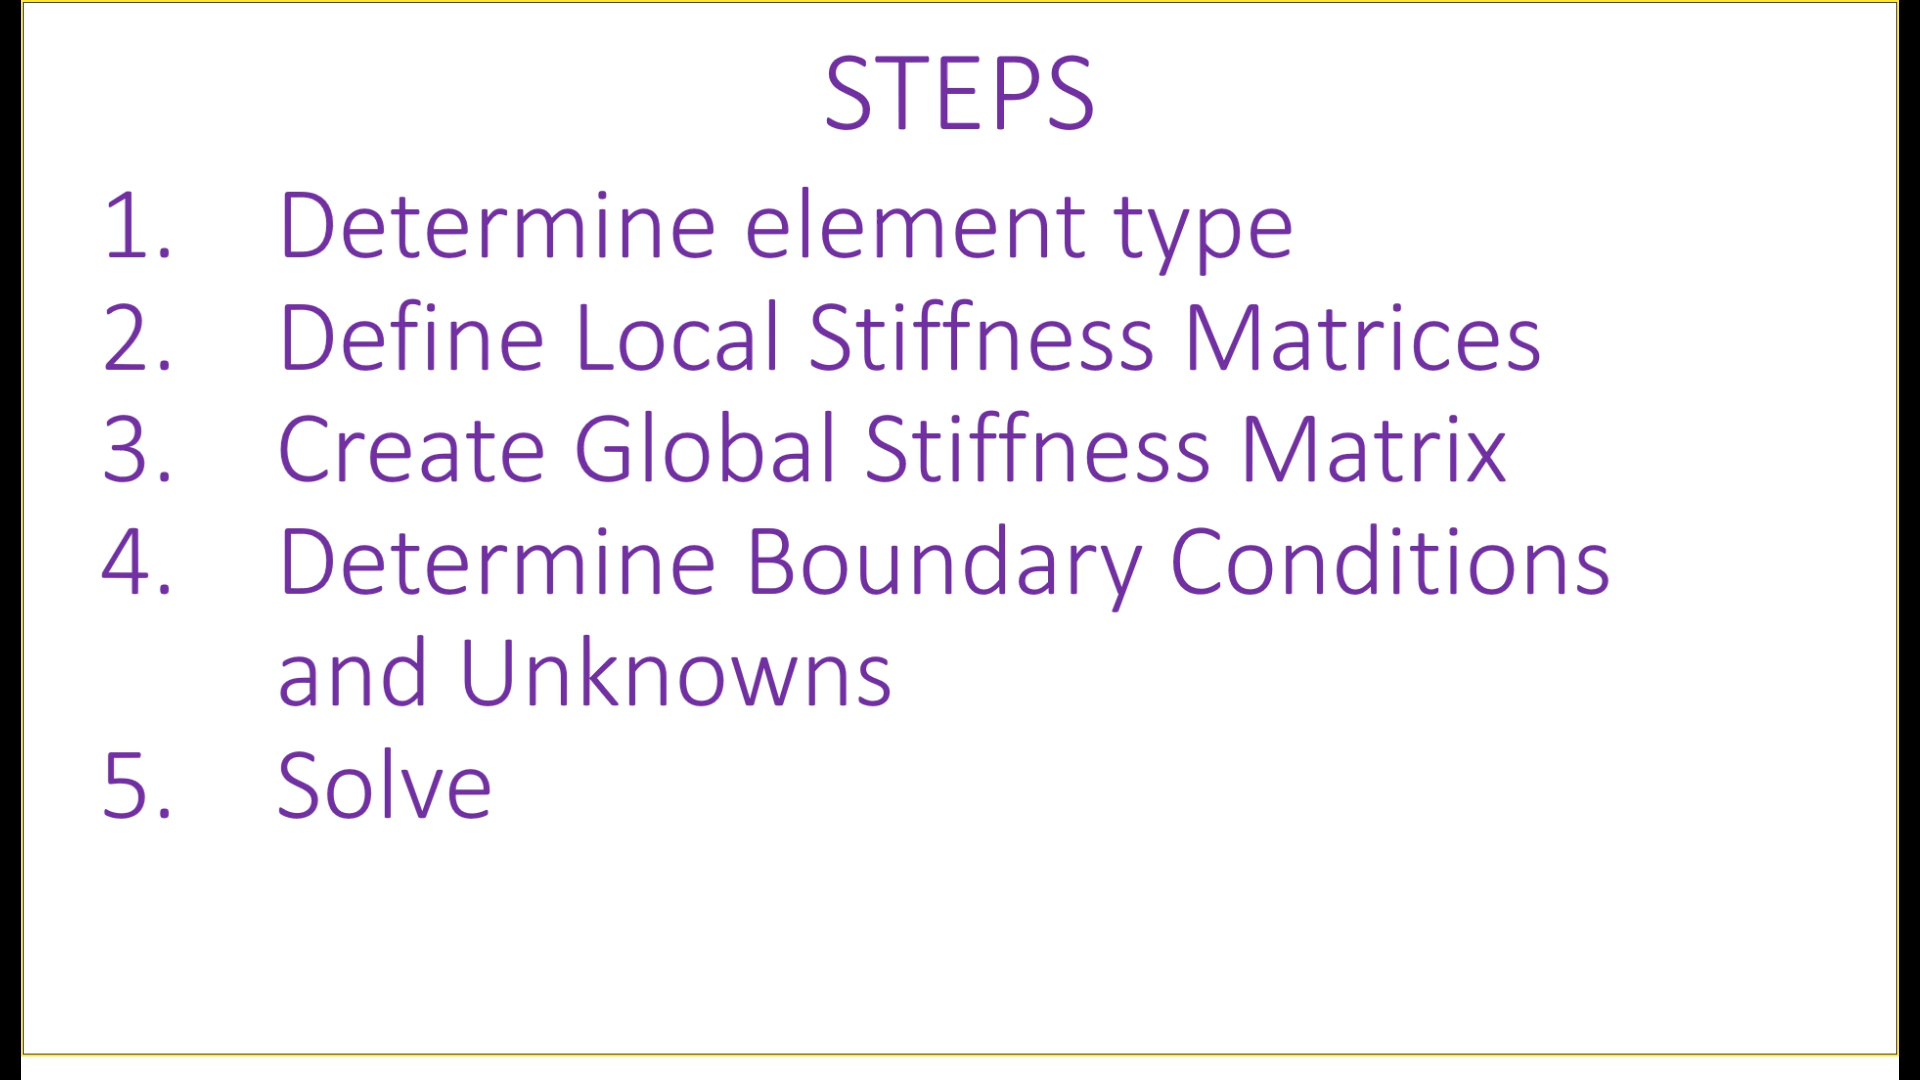 STEPS
1. Determine element type
2. Define Local Stiffness Matrices
3. Create Global Stiffness Matrix
4. Determine Boundary Conditions
and Unknowns
5. Solve